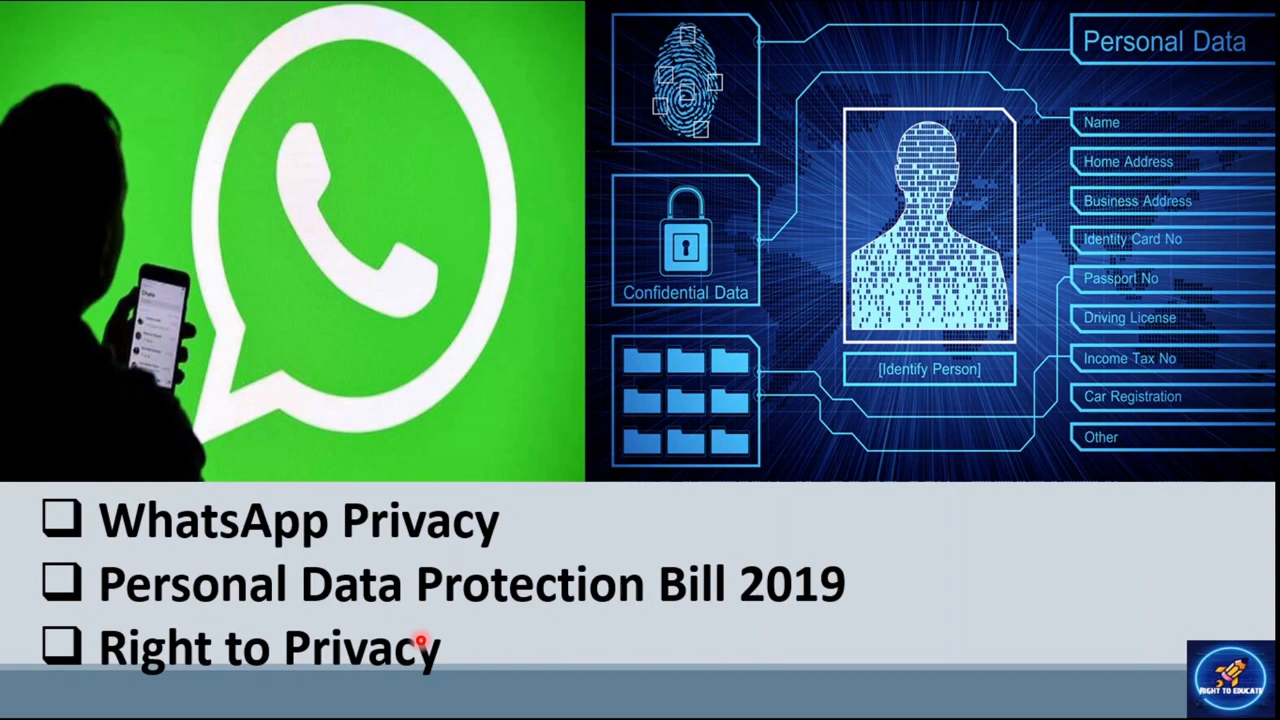 Personal Data
Name
Home Address
Business Address
Identity Card No
Passport No
Driving License
Income Tax No
Car Registration
Other
Confidential Data
[Identify Person]
WhatsApp Privacy
Personal Data Protection Bill 2019
Right to Privacy
RIGHT TO EDUCATE